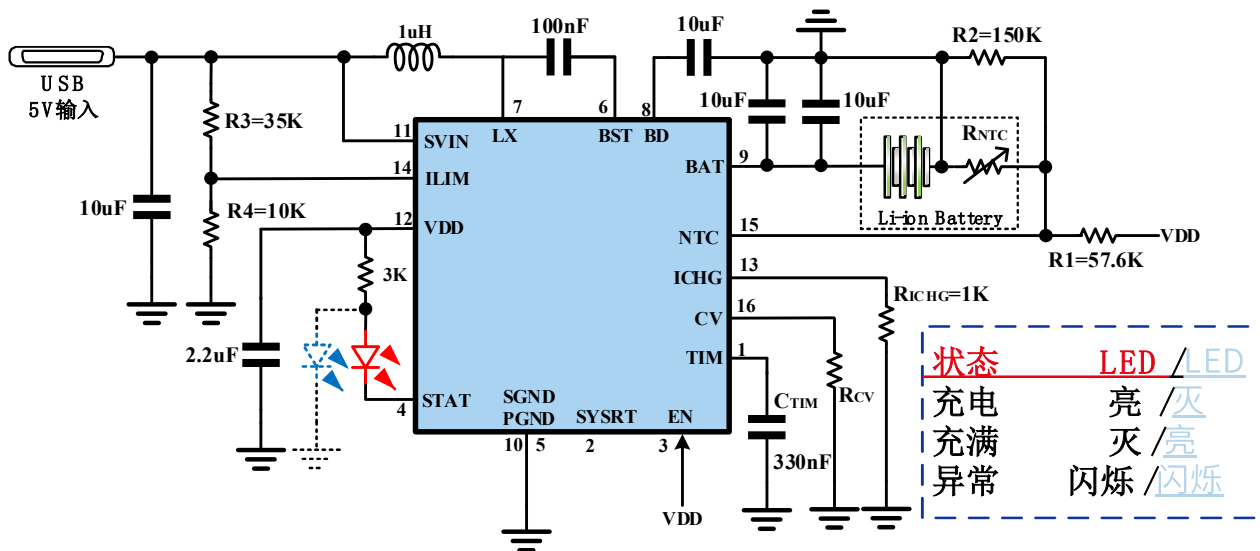 1uH
100nF
10uF
R2=150K
USB
5V输入
7
6
8
10uF
10uF
R3=35K
11
SVIN
LX
BST
BD
RNTC
14
ILIM
BAT
9
10uF
R4=10K
12
VDD
Li-ion Battery
NTC
15
VDD
3K
R1=57.6K
ICHG
13
RICHG=1K
CV
16
2.2uF
TIM
1
状态 LED /LED
4
STAT
SGND
PGND
SYSRT
EN
CTIM
RCV
充电 亮 /灭
10
5
2
3
充满 灭 /亮
330nF
异常 闪烁 /闪烁
VDD